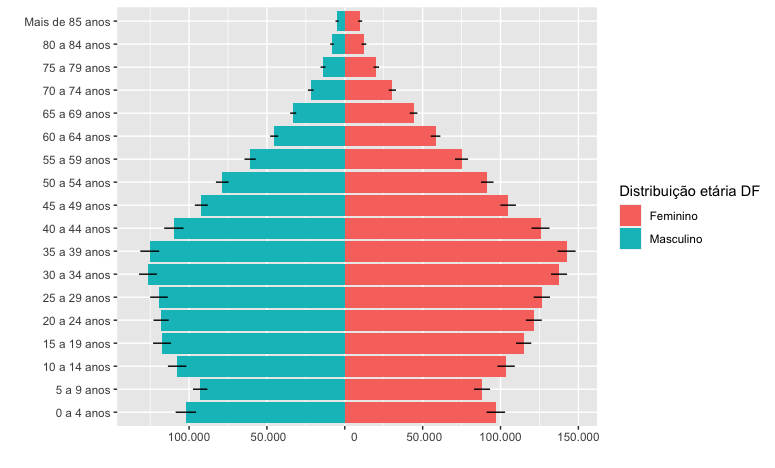 Mais de 85 anos
80 a 84 anos
75 a 79 anos
70 a 74 anos
65 a 69 anos
60 a 64 anos
55 a 59 anos
50 a 54 anos
45 a 49 anos
40 a 44 anos
35 a 39 anos
30 a 34 anos
25 a 29 anos
20 a 24 anos
15 a 19 anos
10 a 14 anos
5 a 9 anos
0 a 4 anos
100.000 50.000 0 50.000 100.000 150.000
Distribuição etária DF
Feminino
Masculino